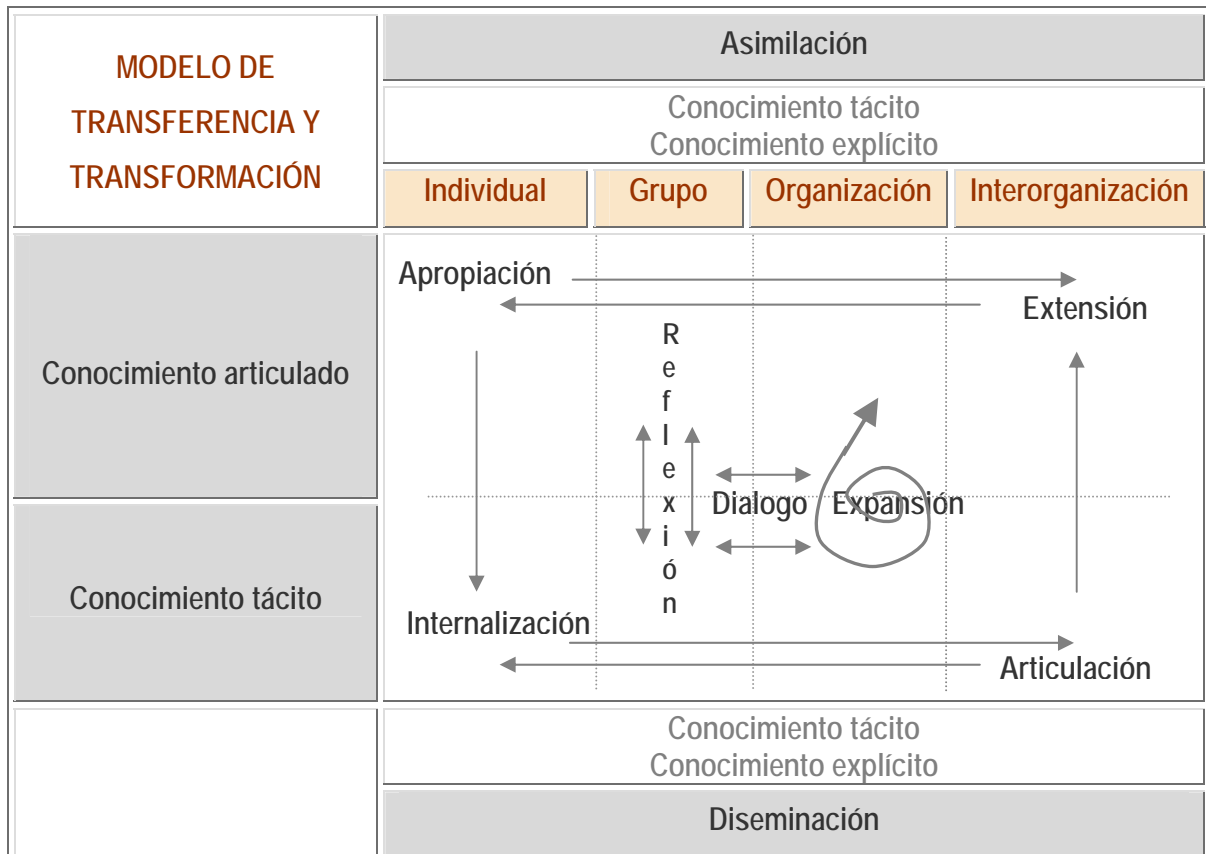 MODELO DE
TRANSFERENCIA Y
TRANSFORMACIÓN
Asimilación
Conocimiento tácito
Conocimiento explícito
Individual
Grupo
Organización
Interorganización
Conocimiento articulado
Apropiación
Extensión
Reflexión
Dialogo
Expansión
Conocimiento tácito
Internalización
Articulación
Conocimiento tácito
Conocimiento explícito
Diseminación